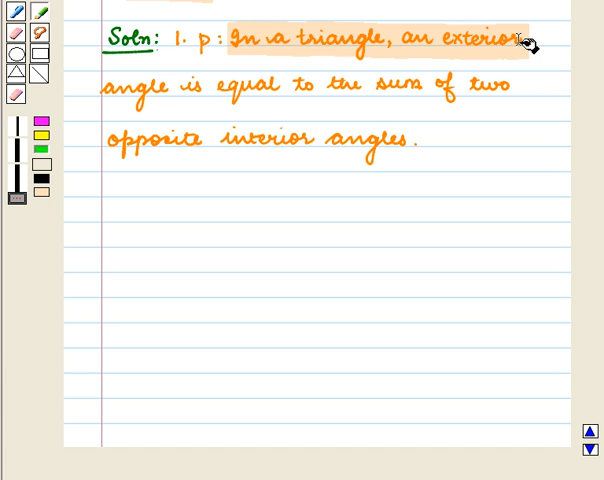 Soln: 1. p: In a triangle, an exterior
angle is equal to the sum of two
opposite interior angles.